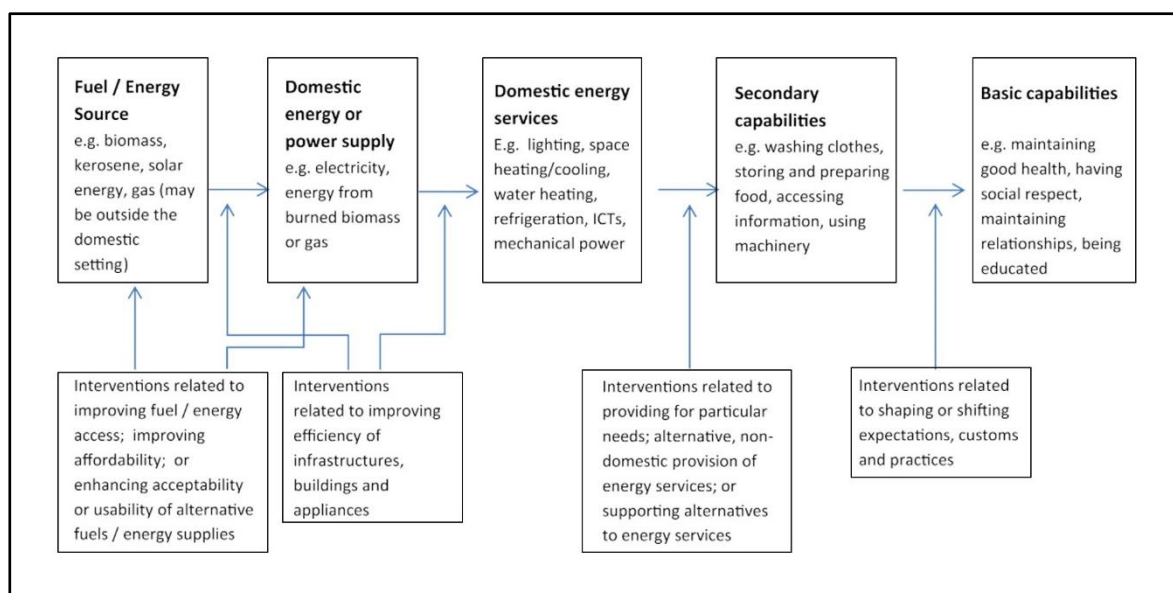 Fuel / Energy
Source
e.g. biomass,
kerosene, solar
energy, gas (may
be outside the
domestic
setting)
Domestic
energy or
power supply
e.g. electricity,
energy from
burned biomass
or gas
Domestic energy
services
E.g.  lighting, space
heating/cooling,
water heating,
refrigeration, ICTs,
mechanical power
Secondary
capabilities
e.g. washing clothes,
storing and preparing
food, accessing
information, using
machinery
Basic capabilities
e.g. maintaining
good health, having
social respect,
maintaining
relationships, being
educated
Interventions related to
improving fuel / energy
access;  improving
affordability;  or
enhancing acceptability
or usability of alternative
fuels / energy supplies
Interventions
related to improving
efficiency of
infrastructures,
buildings and
appliances
Interventions related to
providing for particular
needs; alternative, non-
domestic provision of
energy services; or
supporting alternatives
to energy services
Interventions related
to shaping or shifting
expectations, customs
and practices